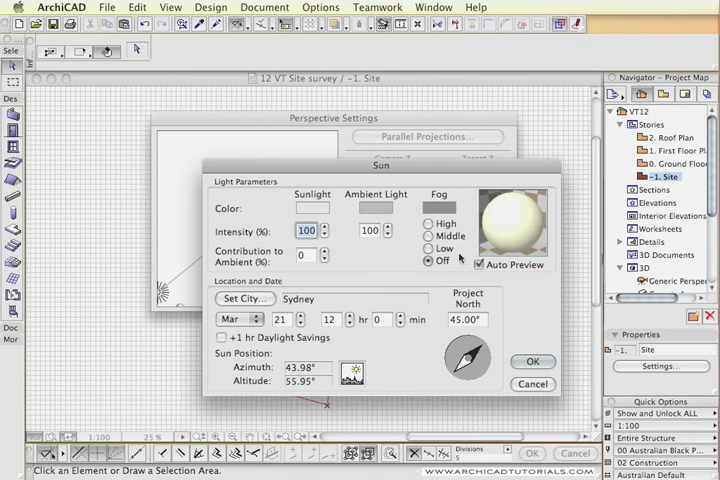 ArchiCAD File Edit View Design Document Options Teamwork Window Help
Sele
Des
Doc
Mor
12 VT Site survey / -1. Site
Perspective Settings
Parallel Projections...
Sun
Light Parameters
Sunlight Ambient Light Fog
Color:
Intensity (%): 100 100
Contribution to
Ambient (%): 0
High
Middle
Low
Off
Auto Preview
Location and Date
Set City... Sydney
Mar 21 12 hr 0 min
+1 hr Daylight Savings
Sun Position:
Azimuth: 43.98°
Altitude: 55.95°
Project
North
45.00°
OK
Cancel
Navigator - Project Map
VT12
Stories
2. Roof Plan
1. First Floor Pl
0. Ground Floo
-1. Site
Sections
Elevations
Interior Elevations
Worksheets
Details
3D Documents
3D
Generic Perspe
Properties
-1. Site
Settings...
Quick Options
Show and Unlock ALL
1:100
Entire Structure
00 Australian Black P
02 Construction
Australian Default
1:100 25 %
Divisions
5
OK Cancel
Click an Element or Draw a Selection Area.
WWW.ARCHICADTUTORIALS.COM